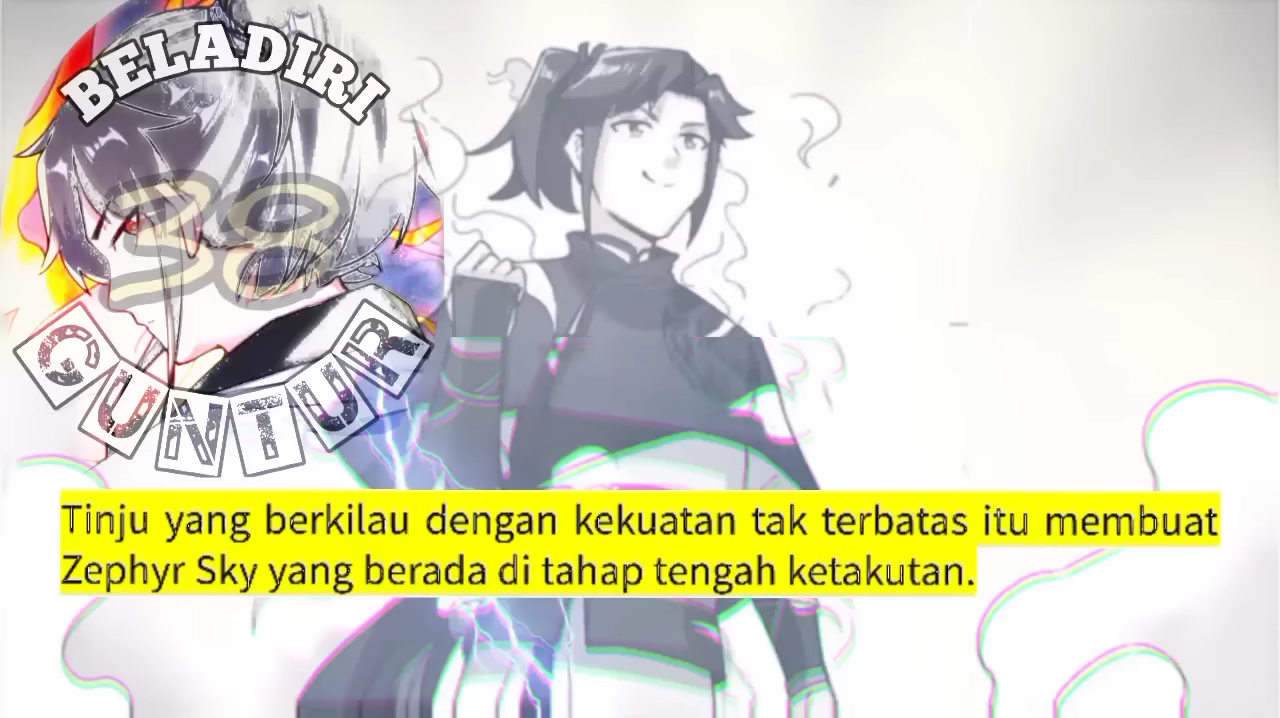 BELADIRI
38
GUNTUR
Tinju yang berkilau dengan kekuatan tak terbatas itu membuat
Zephyr Sky yang berada di tahap tengah ketakutan.